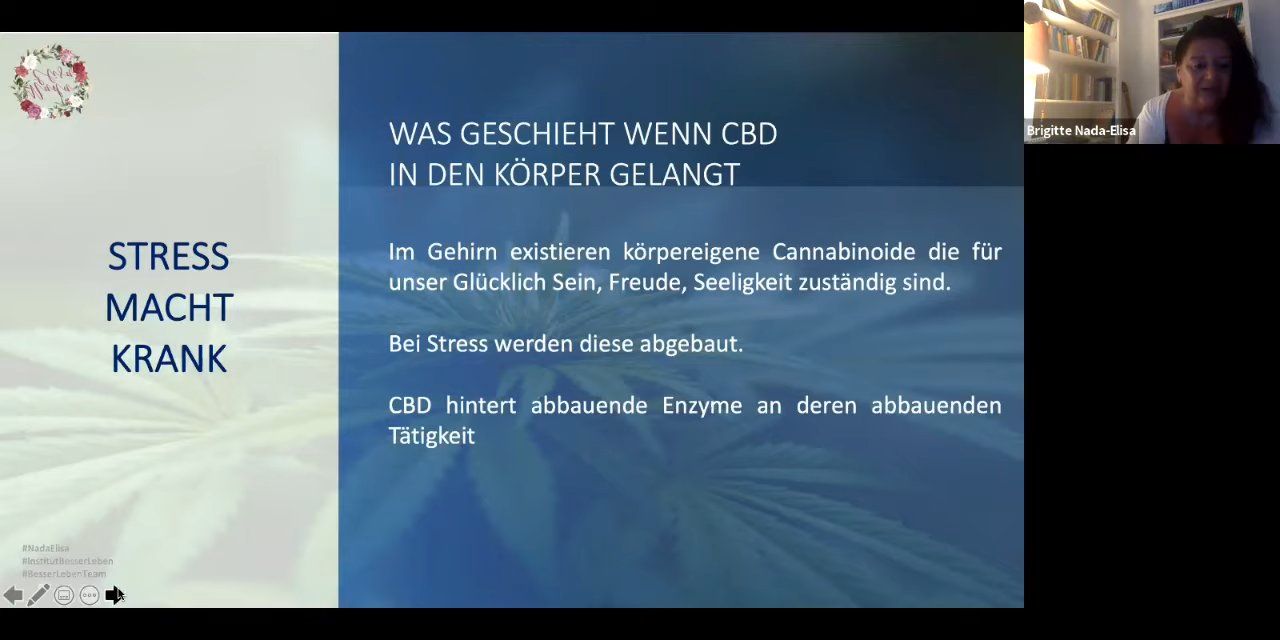 Nada
STRESS
MACHT
KRANK
WAS GESCHIEHT WENN CBD
IN DEN KÖRPER GELANGT
Im Gehirn existieren körpereigene Cannabinoide die für
unser Glücklich Sein, Freude, Seeligkeit zuständig sind.
Bei Stress werden diese abgebaut.
CBD hintert abbauende Enzyme an deren abbauenden
Tätigkeit
#NadaElisa
#InstitutBesserLeben
#BesserLebenTeam
Brigitte Nada-Elisa